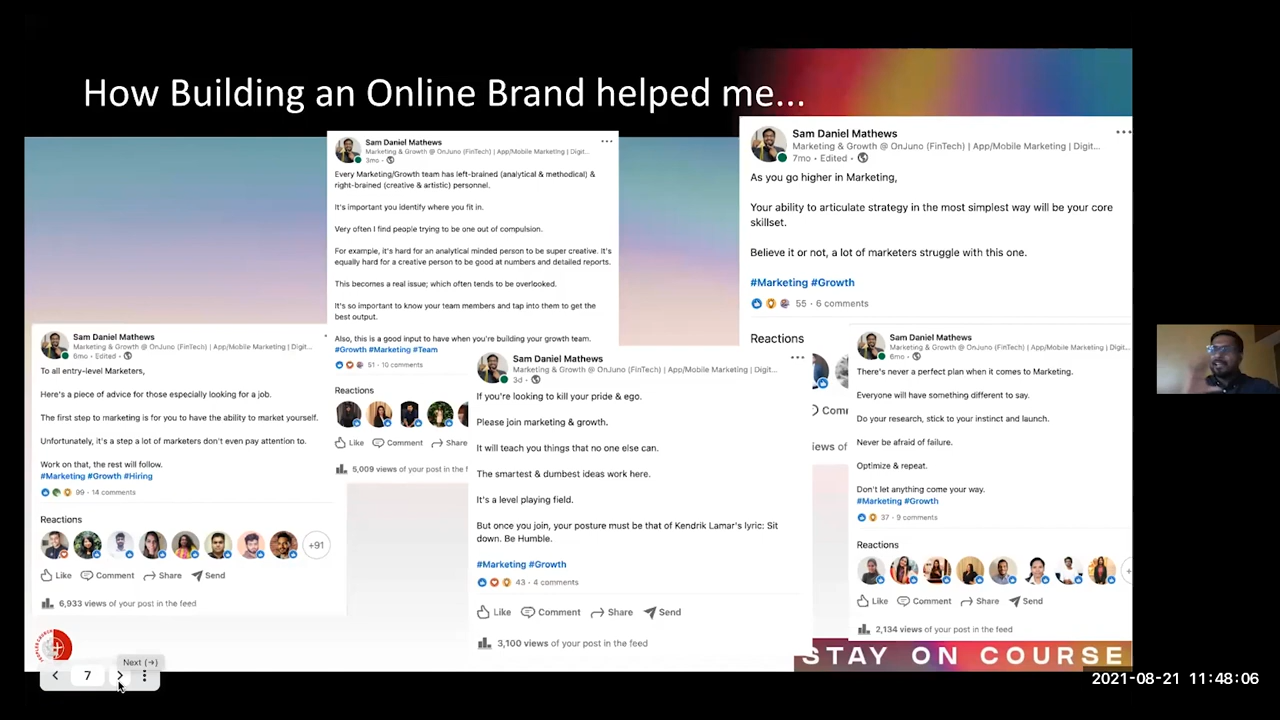 How Building an Online Brand helped me...
Sam Daniel Mathews
Marketing & Growth @ OnJuno (FinTech) | App/Mobile Marketing | Digit...
3mo •
Every Marketing/Growth team has left-brained (analytical & methodical) &
right-brained (creative & artistic) personnel.
It's important you identify where you fit in.
Very often I find people trying to be one out of compulsion.
For example, it's hard for an analytical minded person to be super creative. It's
equally hard for a creative person to be good at numbers and detailed reports.
This becomes a real issue; which often tends to be overlooked.
It's so important to know your team members and tap into them to get the
best output.
Also, this is a good input to have when you're building your growth team.
#Growth #Marketing #Team
51 · 10 comments
Reactions
Like Comment Share
5,009 views of your post in the f
Sam Daniel Mathews
Marketing & Growth @ OnJuno (FinTech) | App/Mobile Marketing | Digit...
7mo • Edited •
As you go higher in Marketing,
Your ability to articulate strategy in the most simplest way will be your core
skillset.
Believe it or not, a lot of marketers struggle with this one.
#Marketing #Growth
55 · 6 comments
Reactions
Com
ws of
Sam Daniel Mathews
Marketing & Growth @ OnJuno (FinTech) | App/Mobile Marketing | Digit...
6mo • Edited •
To all entry-level Marketers,
Here's a piece of advice for those especially looking for a job.
The first step to marketing is for you to have the ability to market yourself.
Unfortunately, it's a step a lot of marketers don't even pay attention to.
Work on that, the rest will follow.
#Marketing #Growth #Hiring
99 · 14 comments
Reactions
+91
Like Comment Share Send
6,933 views of your post in the feed
Sam Daniel Mathews
Marketing & Growth @ OnJuno (FinTech) | App/Mobile Marketing | Digit...
3d •
If you're looking to kill your pride & ego.
Please join marketing & growth.
It will teach you things that no one else can.
The smartest & dumbest ideas work here.
It's a level playing field.
But once you join, your posture must be that of Kendrik Lamar's lyric: Sit
down. Be Humble.
#Marketing #Growth
43 · 4 comments
Like Comment Share Send
3,100 views of your post in the feed
Sam Daniel Mathews
Marketing & Growth @ OnJuno (FinTech) | App/Mobile Marketing | Digit...
6mo •
There's never a perfect plan when it comes to Marketing.
Everyone will have something different to say.
Do your research, stick to your instinct and launch.
Never be afraid of failure.
Optimize & repeat.
Don't let anything come your way.
#Marketing #Growth
37 · 9 comments
Reactions
Like Comment Share Send
2,134 views of your post in the feed
STAY ON COURSE
Next (→)
7
2021-08-21 11:48:06